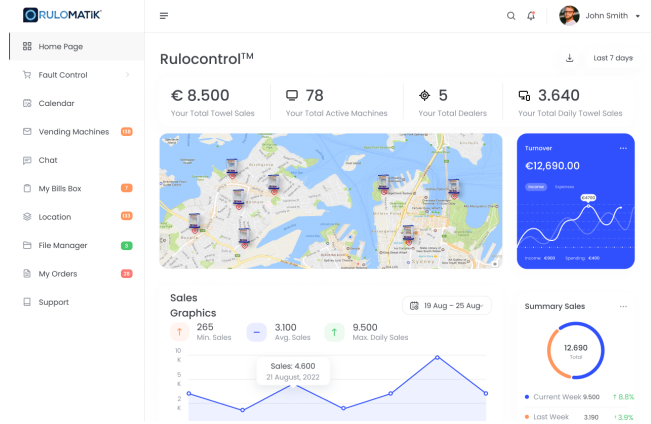 RULOMATIK
John Smith
Home Page
Fault Control
Calendar
Vending Machines
Chat
My Bills Box
7
Location
File Manager
My Orders
Support
Rulocontrol™
Last 7 days
€ 8.500
Your Total Towel Sales
78
Your Total Active Machines
5
Your Total Dealers
3.640
Your Total Daily Towel Sales
Turnover
€12,690.00
Income
Expenses
€4700
Income
Spending
Sales
Graphics
19 Aug – 25 Aug
265
Min. Sales
3.100
Avg. Sales
9.500
Max. Daily Sales
10
K
5
K
2
K
Sales: 4.600
21 August, 2022
Summary Sales
12.690
Total
Current Week 9.500 ↑ 8.6%
Last Week 3.190 3.9%